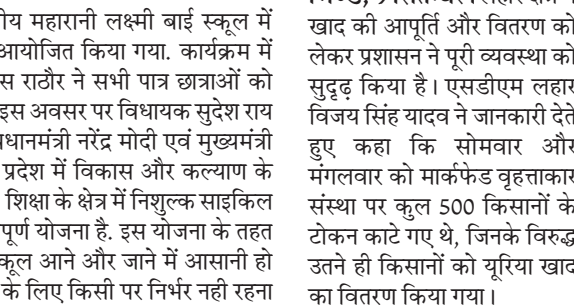 ीय महारानी लक्ष्मी बाई स्कूल में
आयोजित किया गया. कार्यक्रम में
स राठौर ने सभी पात्र छात्राओं को
इस अवसर पर विधायक सुदेश राय
प्रधानमंत्री नरेंद्र मोदी एवं मुख्यमंत्री
प्रदेश में विकास और कल्याण के
शिक्षा के क्षेत्र में निशुल्क साइकिल
पूर्ण योजना है. इस योजना के तहत
कूल आने और जाने में आसानी हो
के लिए किसी पर निर्भर नही रहना
खाद की आपूर्ति और वितरण को
लेकर प्रशासन ने पूरी व्यवस्था को
सुदृढ़ किया है। एसडीएम लहार
विजय सिंह यादव ने जानकारी देते
हुए कहा कि सोमवार और
मंगलवार को मार्कफेड वृहत्ताकार
संस्था पर कुल 500 किसानों के
टोकन काटे गए थे, जिनके विरुद्ध
उतने ही किसानों को यूरिया खाद
का वितरण किया गया।